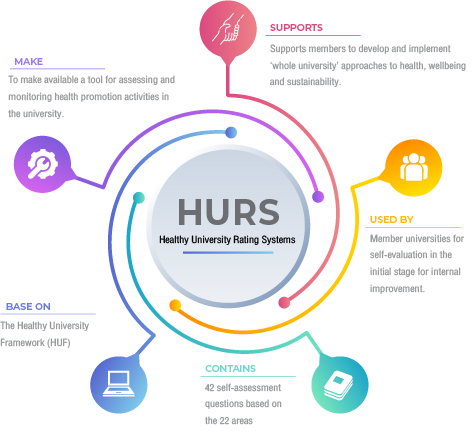 SUPPORTS
Supports members to develop and implement
‘whole university’ approaches to health, wellbeing
and sustainability.
MAKE
To make available a tool for assessing and
monitoring health promotion activities in
the university.
HURS
Healthy University Rating Systems
USED BY
Member universities for
self-evaluation in the
initial stage for internal
improvement.
BASE ON
The Healthy University
Framework (HUF)
CONTAINS
42 self-assessment
questions based on
the 22 areas